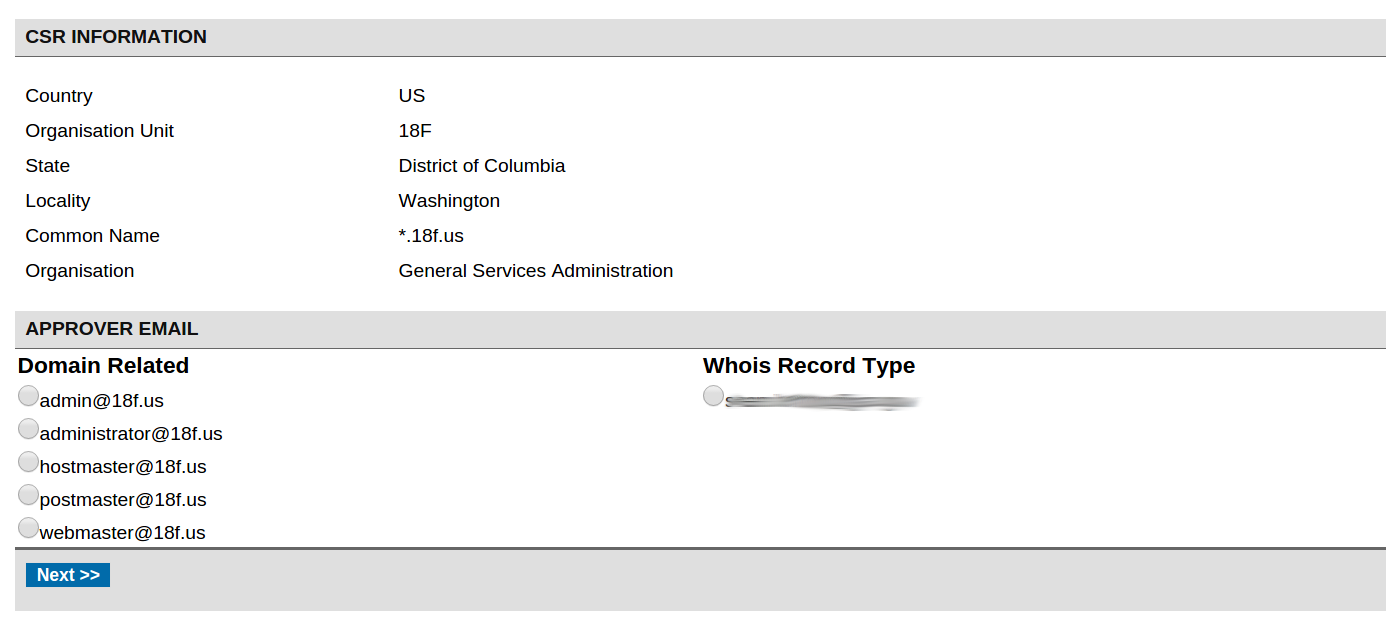 CSR INFORMATION
Country US
Organisation Unit 18F
State District of Columbia
Locality Washington
Common Name *.18f.us
Organisation General Services Administration
APPROVER EMAIL
Domain Related Whois Record Type
admin@18f.us
administrator@18f.us
hostmaster@18f.us
postmaster@18f.us
webmaster@18f.us
Next >>